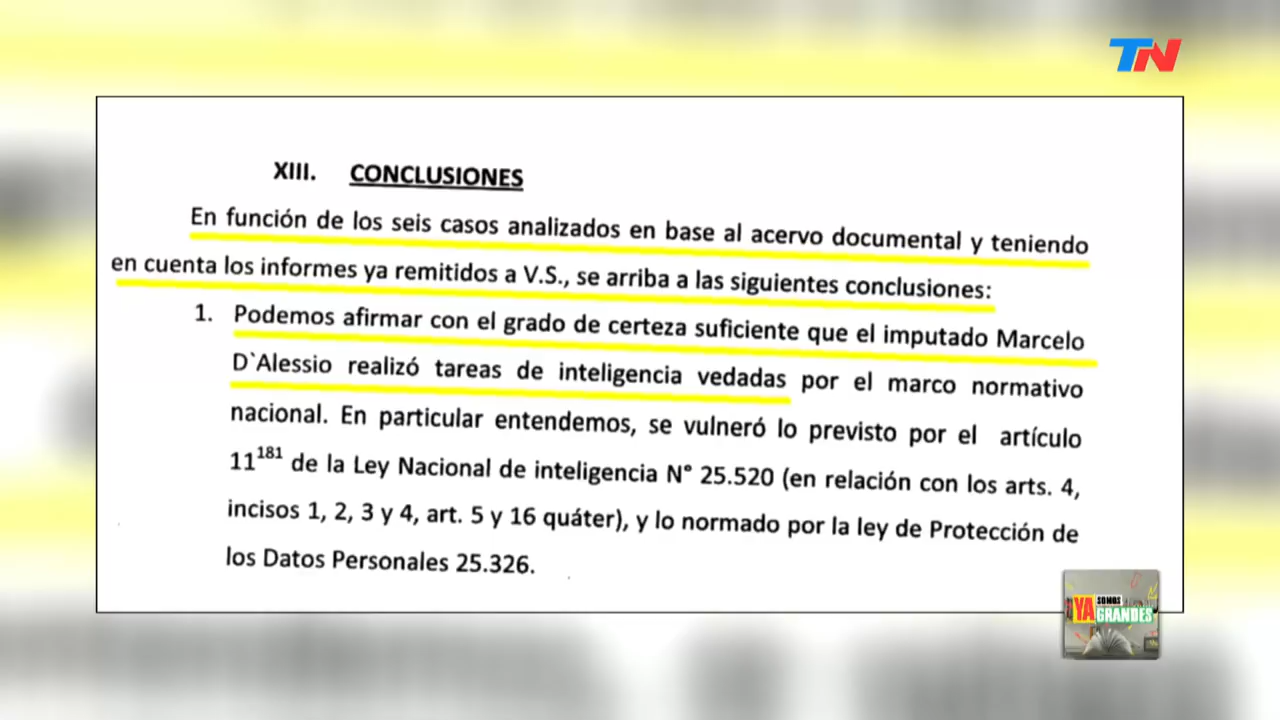 TN
XIII. CONCLUSIONES
En función de los seis casos analizados en base al acervo documental y teniendo
en cuenta los informes ya remitidos a V.S., se arriba a las siguientes conclusiones:
1. Podemos afirmar con el grado de certeza suficiente que el imputado Marcelo
D`Alessio realizó tareas de inteligencia vedadas por el marco normativo
nacional. En particular entendemos, se vulneró lo previsto por el artículo
11181 de la Ley Nacional de inteligencia N° 25.520 (en relación con los arts. 4,
incisos 1, 2, 3 y 4, art. 5 y 16 quáter), y lo normado por la ley de Protección de
los Datos Personales 25.326.
YA SOMOS GRANDES